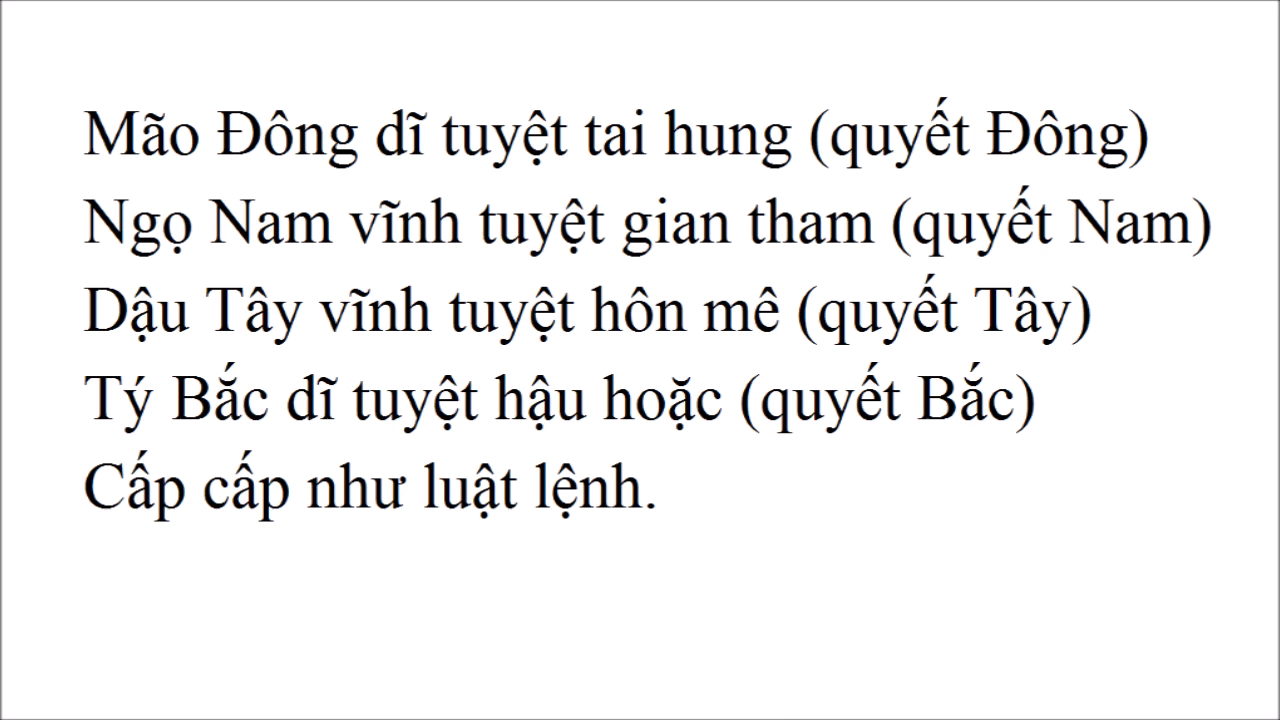 Mão Đông dĩ tuyệt tai hung (quyết Đông)
Ngọ Nam vĩnh tuyệt gian tham (quyết Nam)
Dậu Tây vĩnh tuyệt hôn mê (quyết Tây)
Tý Bắc dĩ tuyệt hậu hoặc (quyết Bắc)
Cấp cấp như luật lệnh.